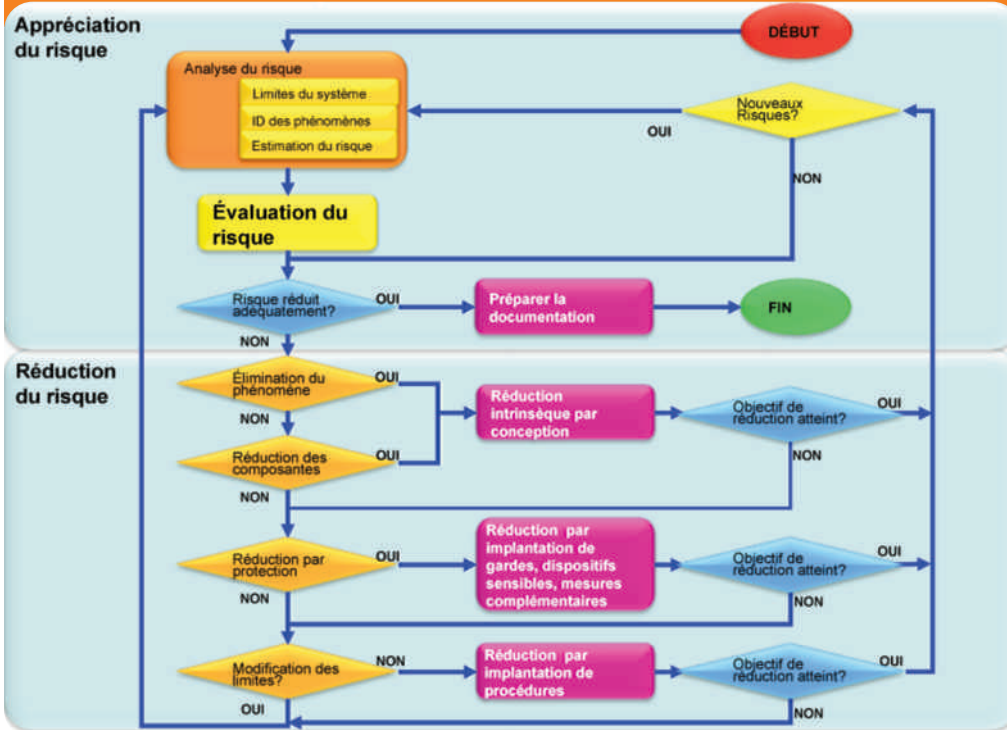 Appréciation
du risque
DÉBUT
Analyse du risque
Limites du système
ID des phénomènes
Estimation du risque
Nouveaux
Risques?
OUI
NON
Évaluation du
risque
Risque réduit
adéquatement?
OUI
Préparer la
documentation
FIN
NON
Réduction
du risque
Élimination du
phénomène
OUI
NON
Réduction
intrinsèque par
conception
Objectif de
réduction atteint?
OUI
NON
Réduction des
composantes
OUI
NON
Réduction par
protection
OUI
NON
Réduction par
implantation de
gardes, dispositifs
sensibles, mesures
complémentaires
Objectif de
réduction atteint?
OUI
NON
Modification des
limites?
NON
OUI
Réduction par
implantation de
procédures
Objectif de
réduction atteint?
OUI
NON